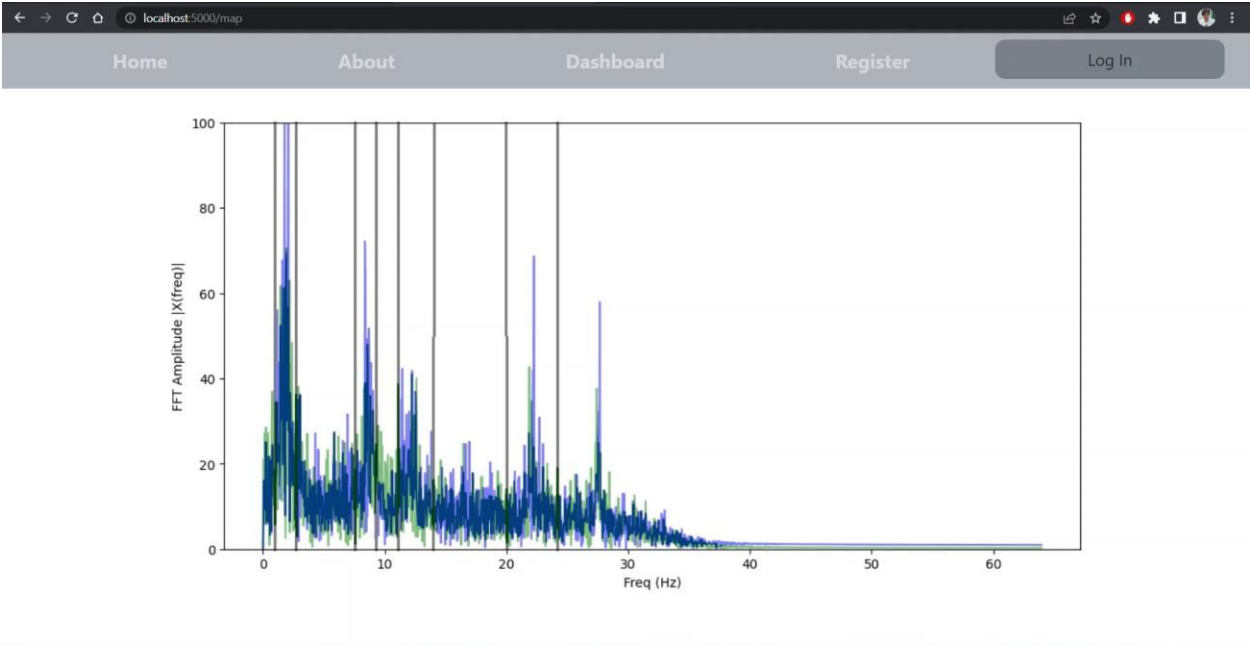 localhost:5000/map
Home About Dashboard Register Log In
100
80
60
40
20
0
FFT Amplitude |X(freq)|
0 10 20 30 40 50 60
Freq (Hz)